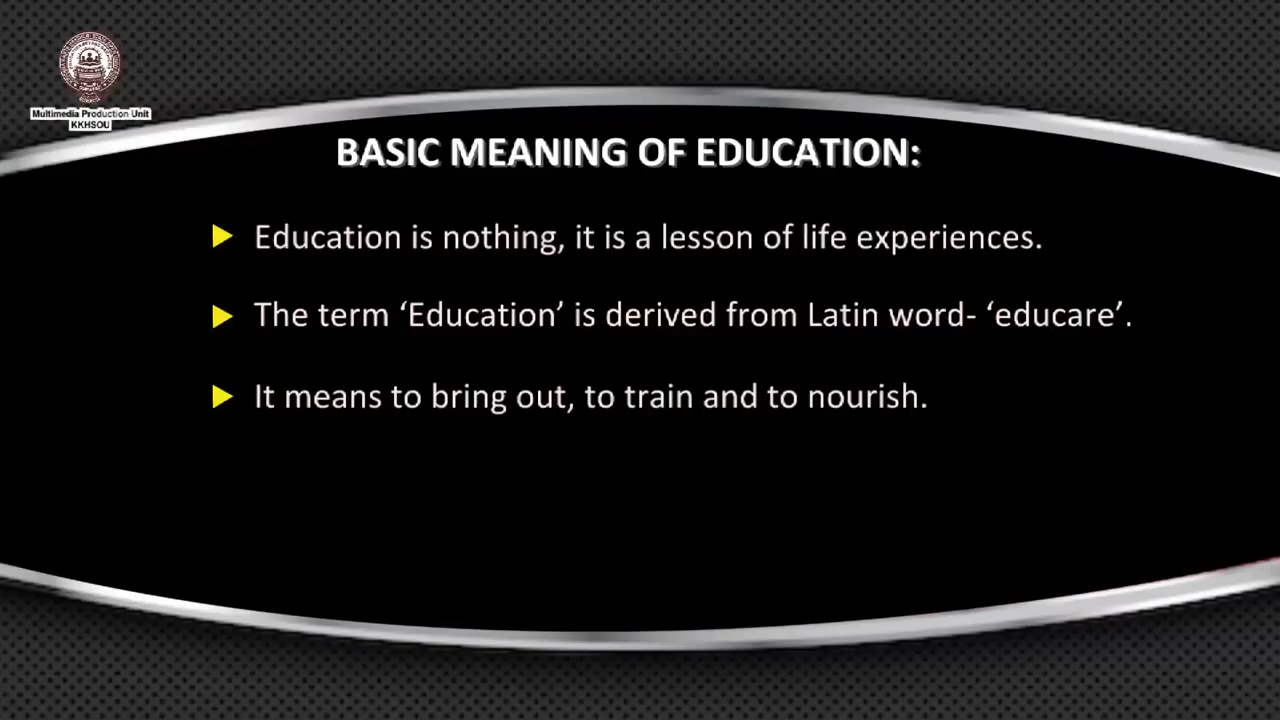 Multimedia Production Unit
KKHSOU
BASIC MEANING OF EDUCATION:
Education is nothing, it is a lesson of life experiences.
The term ‘Education’ is derived from Latin word- ‘educare’.
It means to bring out, to train and to nourish.